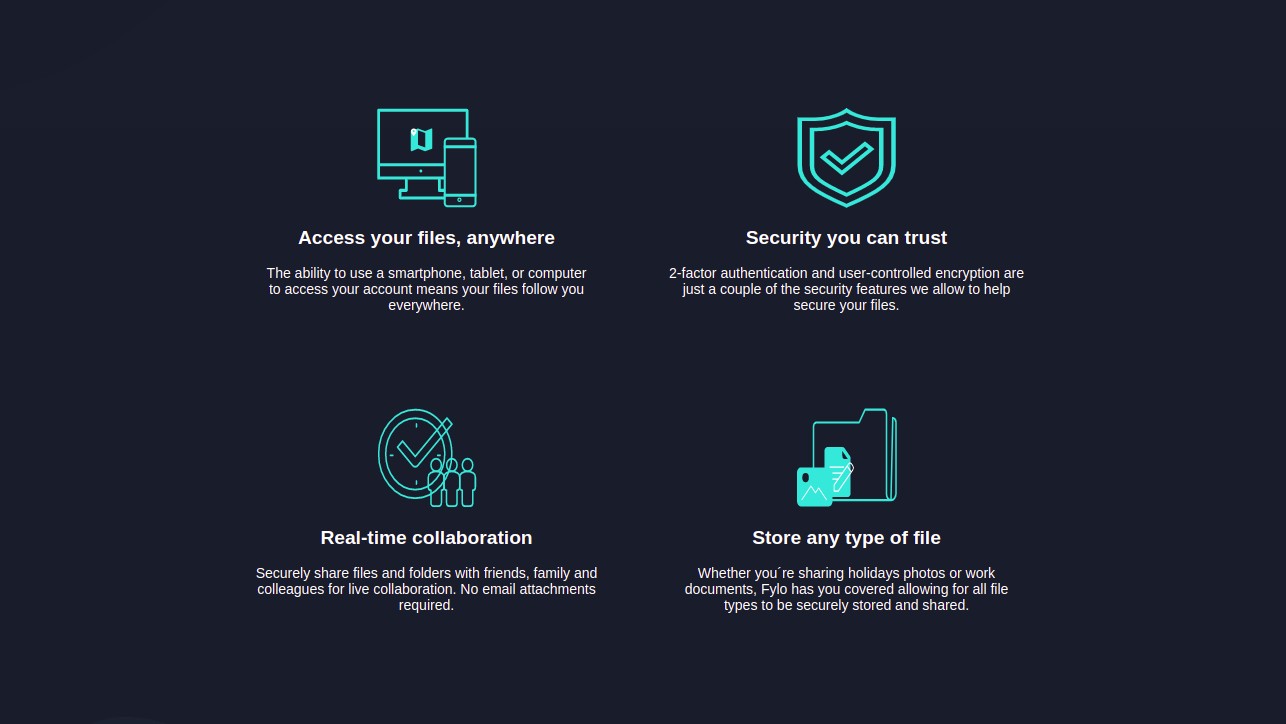 Access your files, anywhere
The ability to use a smartphone, tablet, or computer
to access your account means your files follow you
everywhere.
Security you can trust
2-factor authentication and user-controlled encryption are
just a couple of the security features we allow to help
secure your files.
Real-time collaboration
Securely share files and folders with friends, family and
colleagues for live collaboration. No email attachments
required.
Store any type of file
Whether you´re sharing holidays photos or work
documents, Fylo has you covered allowing for all file
types to be securely stored and shared.